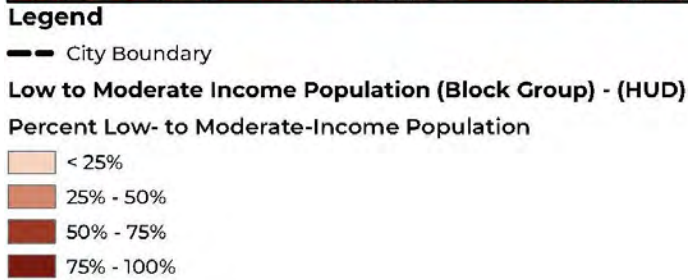 Legend
City Boundary
Low to Moderate Income Population (Block Group) - (HUD)
Percent Low- to Moderate-Income Population
< 25%
25% - 50%
50% - 75%
75% - 100%